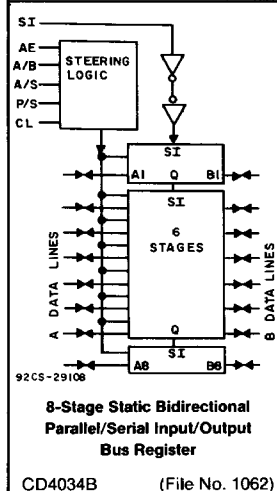 SI
AE
A/B
A/S
P/S
CL
STEERING
LOGIC
SI
A1 Q B1
SI
6
STAGES
A DATA LINES
B DATA LINES
Q
SI
A8 B8
92CS-29108
8-Stage Static Bidirectional
Parallel/Serial Input/Output
Bus Register
CD4034B (File No. 1062)